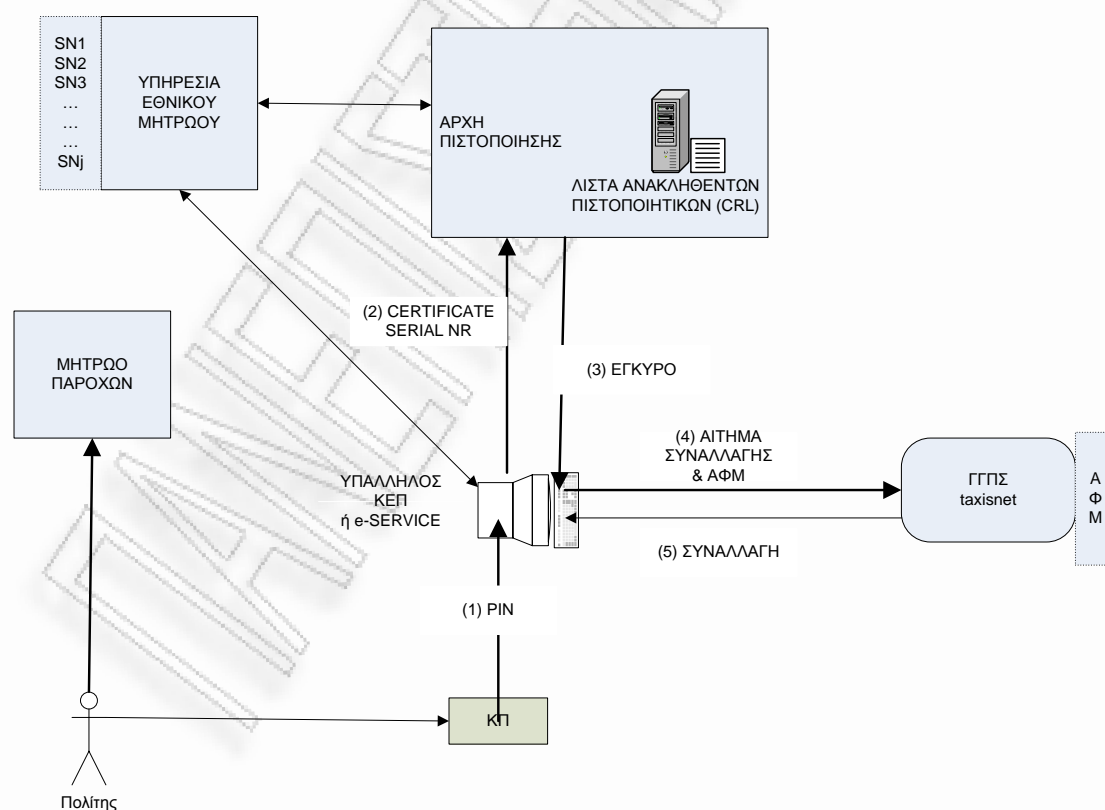 SN1
SN2
SN3
...
...
...
SNj
ΥΠΗΡΕΣΙΑ
ΕΘΝΙΚΟΥ
ΜΗΤΡΩΟΥ
ΑΡΧΗ
ΠΙΣΤΟΠΟΙΗΣΗΣ
ΛΙΣΤΑ ΑΝΑΚΛΗΘΕΝΤΩΝ
ΠΙΣΤΟΠΟΙΗΤΙΚΩΝ (CRL)
(2) CERTIFICATE
SERIAL NR
ΜΗΤΡΩΟ
ΠΑΡΟΧΩΝ
(3) ΕΓΚΥΡΟ
(4) ΑΙΤΗΜΑ
ΣΥΝΑΛΛΑΓΗΣ
& ΑΦΜ
ΥΠΑΛΛΗΛΟΣ
ΚΕΠ
ή e-SERVICE
ΓΓΠΣ
taxisnet
Α
Φ
Μ
(5) ΣΥΝΑΛΛΑΓΗ
(1) PIN
ΚΠ
Πολίτης